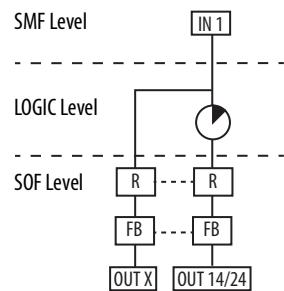 SMF Level
IN 1
LOGIC Level
SOF Level
R R
FB FB
OUT X OUT 14/24